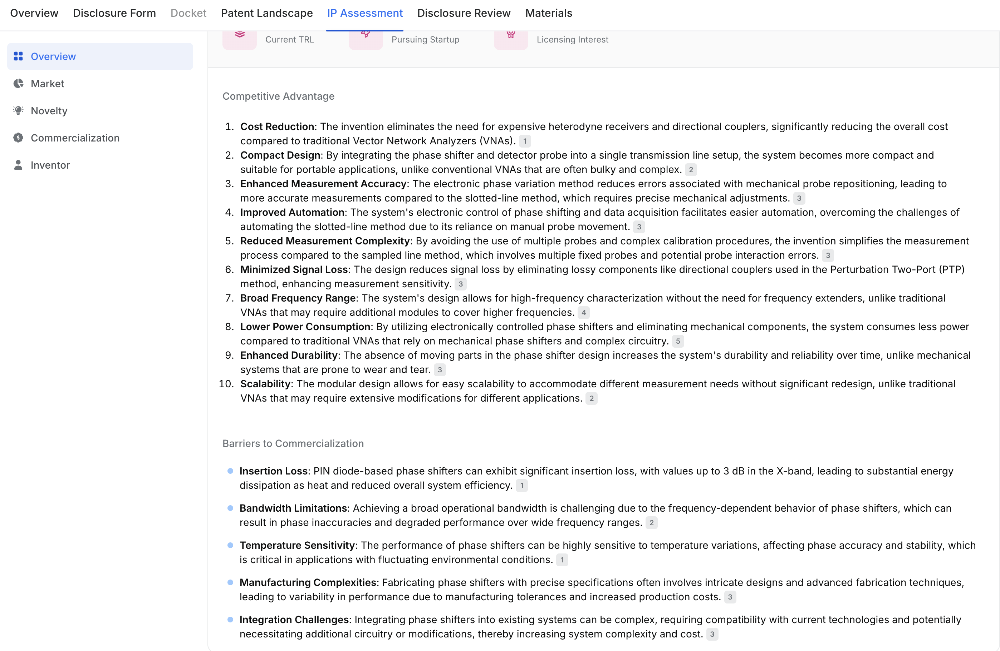 Overview Disclosure Form Docket Patent Landscape IP Assessment Disclosure Review Materials
Overview
Market
Novelty
Commercialization
Inventor
Current TRL Pursuing Startup Licensing Interest
Competitive Advantage
1. Cost Reduction: The invention eliminates the need for expensive heterodyne receivers and directional couplers, significantly reducing the overall cost
compared to traditional Vector Network Analyzers (VNAs). 1
2. Compact Design: By integrating the phase shifter and detector probe into a single transmission line setup, the system becomes more compact and
suitable for portable applications, unlike conventional VNAs that are often bulky and complex. 2
3. Enhanced Measurement Accuracy: The electronic phase variation method reduces errors associated with mechanical probe repositioning, leading to
more accurate measurements compared to the slotted-line method, which requires precise mechanical adjustments. 3
4. Improved Automation: The system's electronic control of phase shifting and data acquisition facilitates easier automation, overcoming the challenges of
automating the slotted-line method due to its reliance on manual probe movement. 3
5. Reduced Measurement Complexity: By avoiding the use of multiple probes and complex calibration procedures, the invention simplifies the measurement
process compared to the sampled line method, which involves multiple fixed probes and potential probe interaction errors. 3
6. Minimized Signal Loss: The design reduces signal loss by eliminating lossy components like directional couplers used in the Perturbation Two-Port (PTP)
method, enhancing measurement sensitivity. 3
7. Broad Frequency Range: The system's design allows for high-frequency characterization without the need for frequency extenders, unlike traditional
VNAs that may require additional modules to cover higher frequencies. 4
8. Lower Power Consumption: By utilizing electronically controlled phase shifters and eliminating mechanical components, the system consumes less power
compared to traditional VNAs that rely on mechanical phase shifters and complex circuitry. 5
9. Enhanced Durability: The absence of moving parts in the phase shifter design increases the system's durability and reliability over time, unlike mechanical
systems that are prone to wear and tear. 3
10. Scalability: The modular design allows for easy scalability to accommodate different measurement needs without significant redesign, unlike traditional
VNAs that may require extensive modifications for different applications. 2
Barriers to Commercialization
Insertion Loss: PIN diode-based phase shifters can exhibit significant insertion loss, with values up to 3 dB in the X-band, leading to substantial energy
dissipation as heat and reduced overall system efficiency. 1
Bandwidth Limitations: Achieving a broad operational bandwidth is challenging due to the frequency-dependent behavior of phase shifters, which can
result in phase inaccuracies and degraded performance over wide frequency ranges. 2
Temperature Sensitivity: The performance of phase shifters can be highly sensitive to temperature variations, affecting phase accuracy and stability, which
is critical in applications with fluctuating environmental conditions. 1
Manufacturing Complexities: Fabricating phase shifters with precise specifications often involves intricate designs and advanced fabrication techniques,
leading to variability in performance due to manufacturing tolerances and increased production costs. 3
Integration Challenges: Integrating phase shifters into existing systems can be complex, requiring compatibility with current technologies and potentially
necessitating additional circuitry or modifications, thereby increasing system complexity and cost. 3